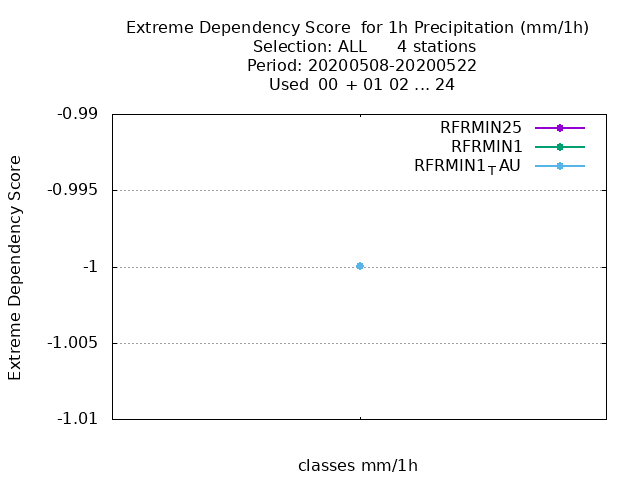 Extreme Dependency Score  for 1h Precipitation (mm/1h)
Selection: ALL      4 stations
Period: 20200508-20200522
Used  00 + 01 02 ... 24
-0.99
RFRMIN25
RFRMIN1
RFRMIN1TAU
-0.995
-1
-1.005
-1.01
Extreme Dependency Score
classes mm/1h